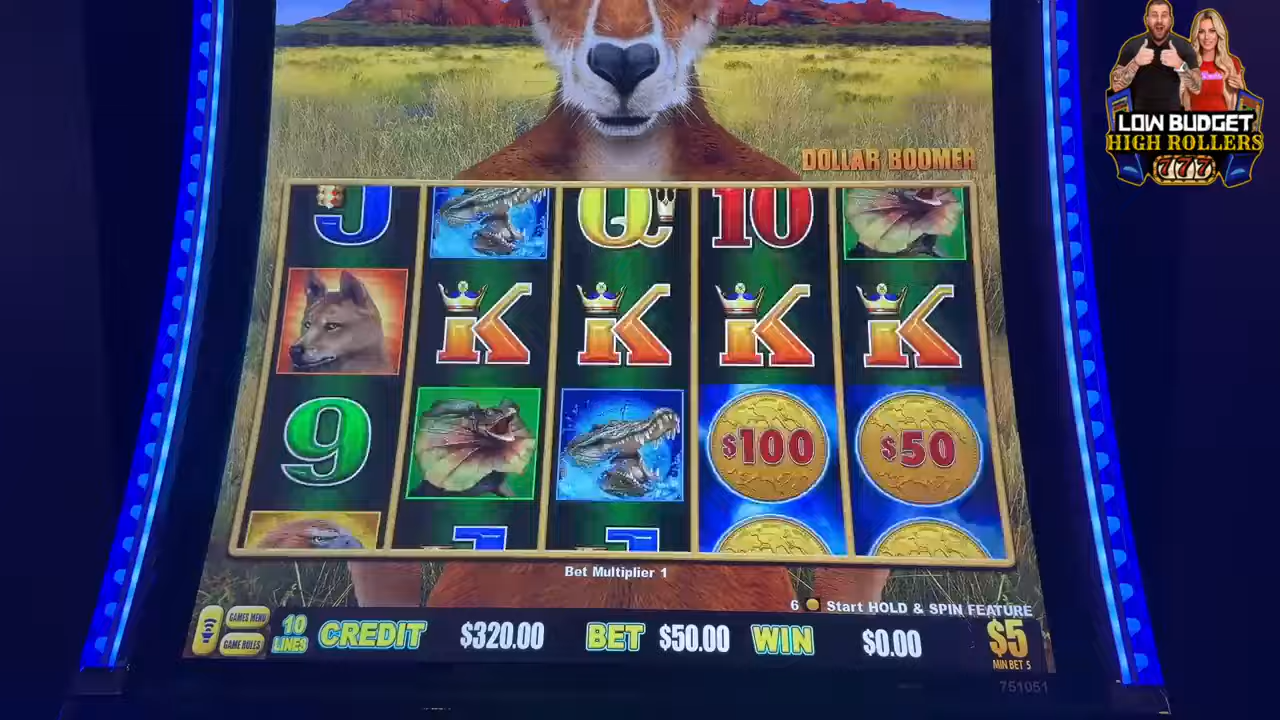 LOW BUDGET
HIGH ROLLERS
777
DOLLAR BOOMER
J Q 10
K K K K
9 $100 $50
Bet Multiplier 1
6 Start HOLD & SPIN FEATURE
GAMES MENU
GAME RULES
10
LINES
CREDIT $320.00 BET $50.00 WIN $0.00
$5
MIN BET 5
751051